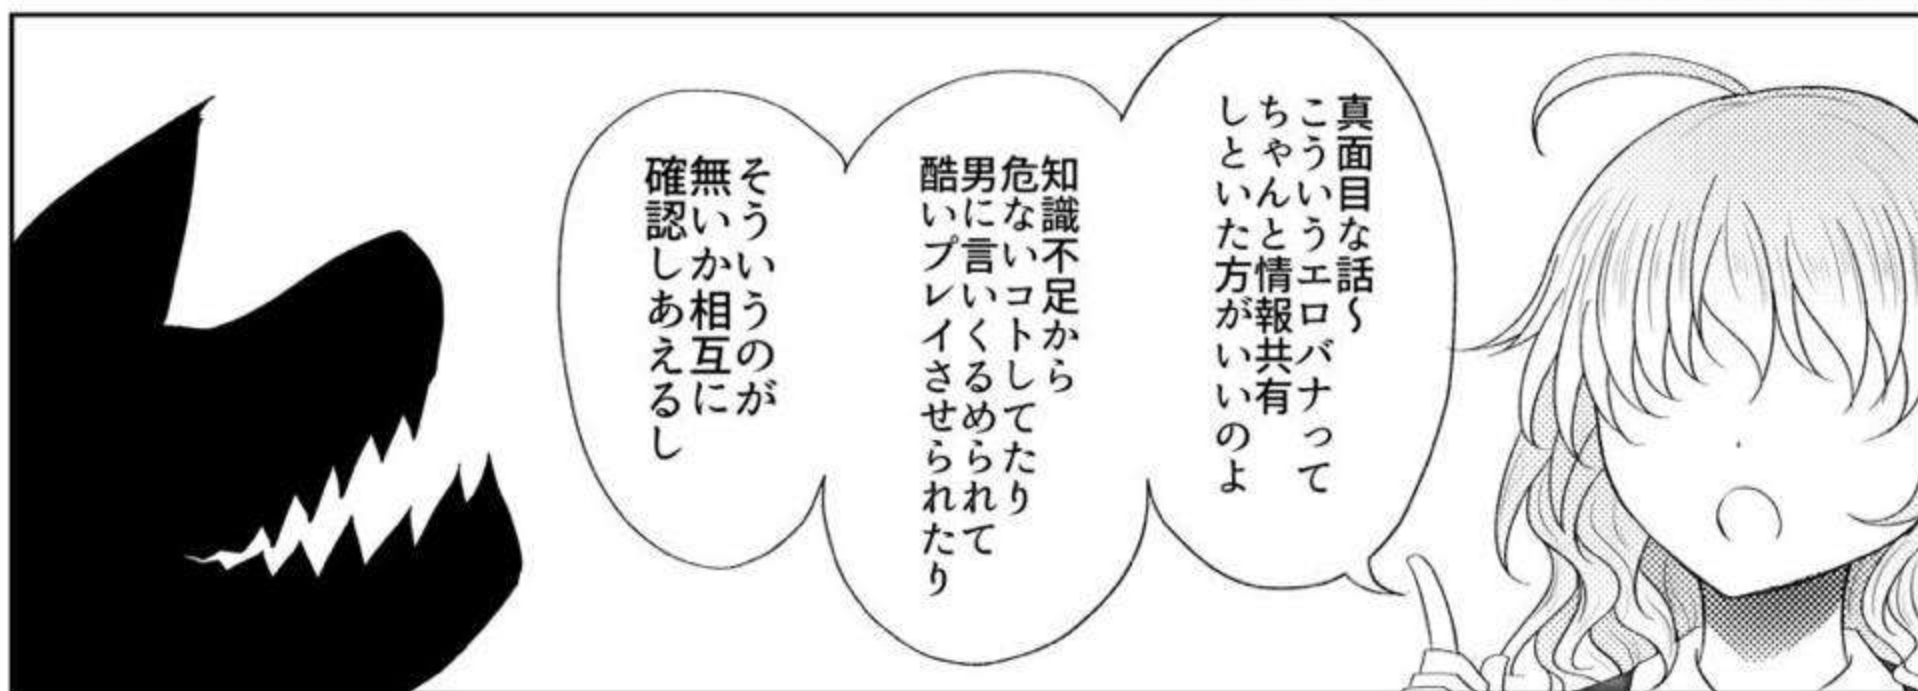 真面目な話〜
こういうエロバナって
ちゃんと情報共有
しといた方がいいのよ
知識不足から
危ないコトしてたり
男に言いくるめられて
酷いプレイさせられたり
そういうのが
無いか相互に
確認しあえるし